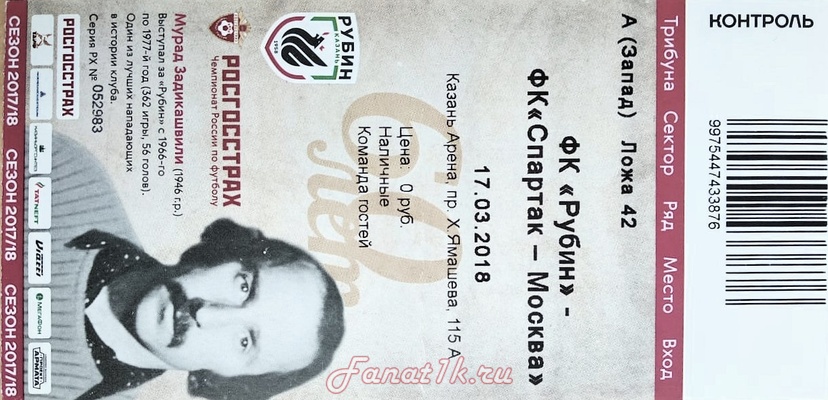 КОНТРОЛЬ
9975447433876
Трибуна Сектор Ряд Место Вход
А (Запад) Ложа 42
ФК «Рубин» -
ФК«Спартак – Москва»
17.03.2018
Казань Арена, пр. Х.Ямашева, 115 А
60 лет
Цена: 0 руб.
Наличные
Команда гостей
РУБИН
КАЗАНЬ
1958
РОСГОССТРАХ
Чемпионат России по футболу
Мурад Задикашвили (1946 г.р.)
Выступал за «Рубин» с 1966-го
по 1977-й год (362 игры, 56 голов).
Один из лучших нападающих
в истории клуба.
Серия РХ № 052983
РОСГОССТРАХ
TATNEFT
МЕГАФОН
АРМАТА
СЕЗОН 2017/18 СЕЗОН 2017/18 СЕЗОН 2017/18
Fanat1k.ru